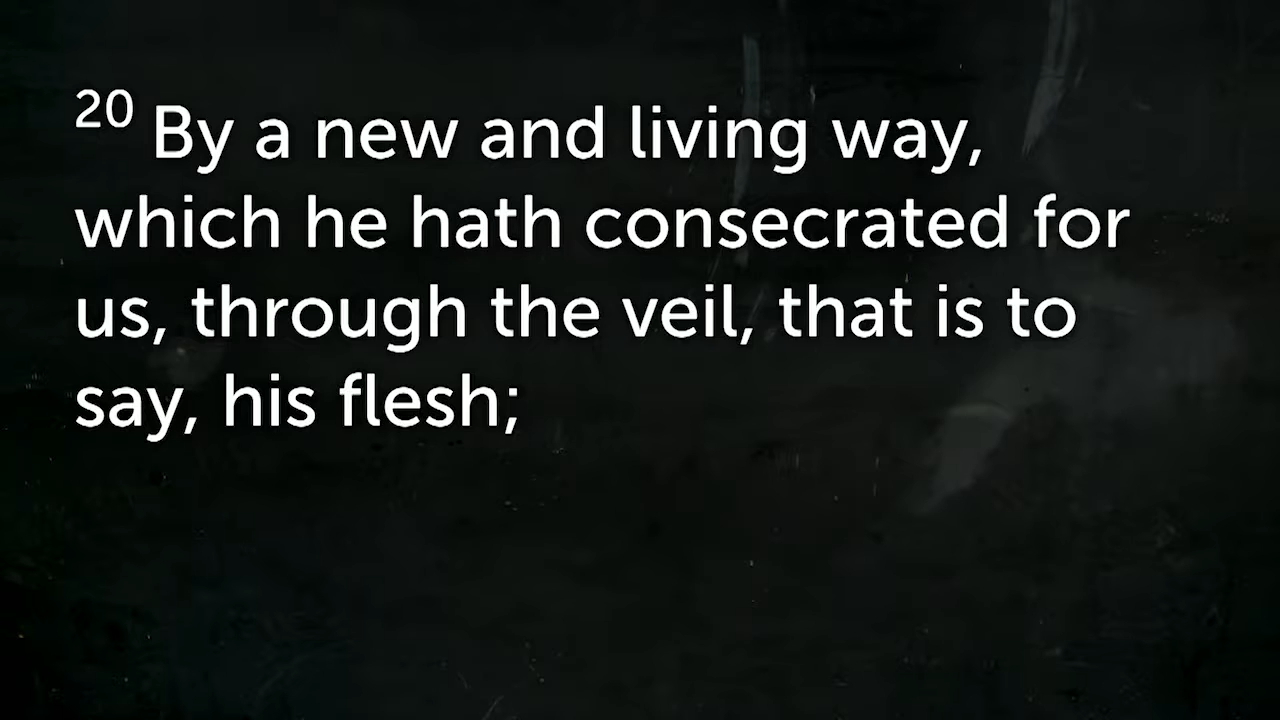 20 By a new and living way,
which he hath consecrated for
us, through the veil, that is to
say, his flesh;